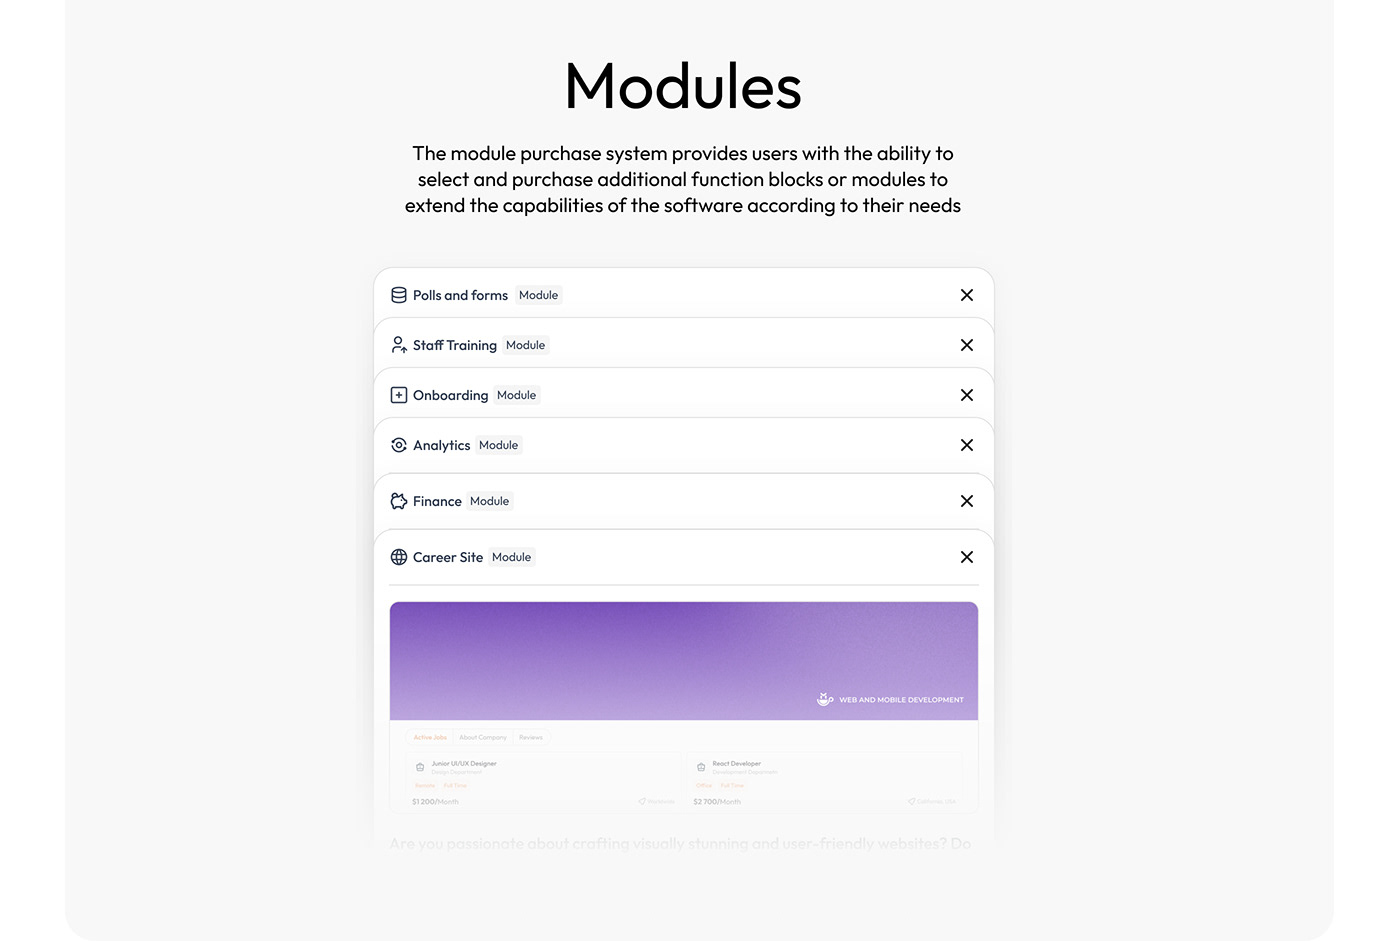 Modules
The module purchase system provides users with the ability to
select and purchase additional function blocks or modules to
extend the capabilities of the software according to their needs
Polls and forms Module
Staff Training Module
Onboarding Module
Analytics Module
Finance Module
Career Site Module
WEB AND MOBILE DEVELOPMENT
Active Jobs About Company Reviews
Junior UI/UX Designer
Design Department
React Developer
Development Department
Remote Full Time
Office Full Time
$1 200/Month Worldwide
$2 700/Month California, USA
Are you passionate about crafting visually stunning and user-friendly websites? Do